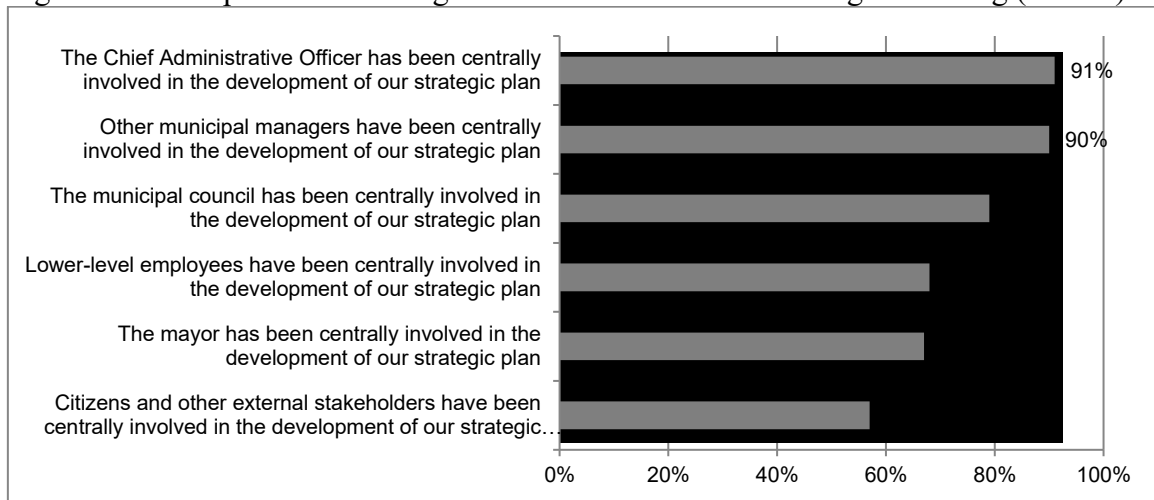 The Chief Administrative Officer has been centrally
involved in the development of our strategic plan
91%
Other municipal managers have been centrally
involved in the development of our strategic plan
90%
The municipal council has been centrally involved in
the development of our strategic plan
Lower-level employees have been centrally involved in
the development of our strategic plan
The mayor has been centrally involved in the
development of our strategic plan
Citizens and other external stakeholders have been
centrally involved in the development of our strategic…
0% 20% 40% 60% 80% 100%